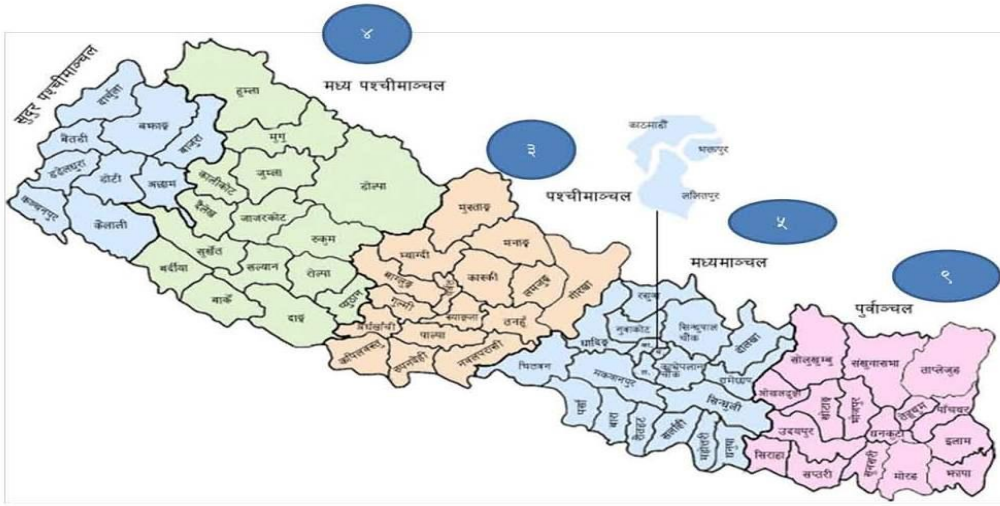 ४
मध्य पश्चीमाञ्चल
सुदुर पश्चीमाञ्चल
३
पश्चीमाञ्चल
५
मध्यमाञ्चल
९
पुर्वाञ्चल
काठमाडौं
भक्तपुर
ललितपुर
दार्चुला
बझाङ्ग
बाजुरा
बैतडी
डडेलधुरा
डोटी
अछाम
कञ्चनपुर
कैलाली
हुम्ला
मुगु
कालीकोट
जुम्ला
डोल्पा
दैलेख
जाजरकोट
रुकुम
सुर्खेत
सल्यान
रोल्पा
बर्दीया
बाकेँ
दाङ्ग
प्युठान
मुस्ताङ्ग
मनाङ्ग
म्याग्दी
कास्की
लमजुङ्ग
गोरखा
बाग्लुङ्ग
गुल्मी
स्याङ्जा
तनहुँ
अर्घखाँची
पाल्पा
कपिलवस्तु
रुपन्देही
नवलपरासी
रसुवा
नुवाकोट
सिन्धुपाल
चौक
धादिङ्ग
दोलखा
का.
भ.
ल.
काभ्रेपलान्
चौक
चितवन
मकवानपुर
रामेछाप
सिन्धुली
पर्सा
बारा
रौतहट
सर्लाही
महोत्तरी
धनुषा
सोलुखुम्बु
संखुवासभा
ताप्लेजुङ
ओखलढुङ्गा
खोटाङ्ग
भोजपुर
तेह्रथुम
पाँचथर
उदयपुर
धनकुटा
इलाम
सिराहा
सप्तरी
सुनसरी
मोरङ
झापा